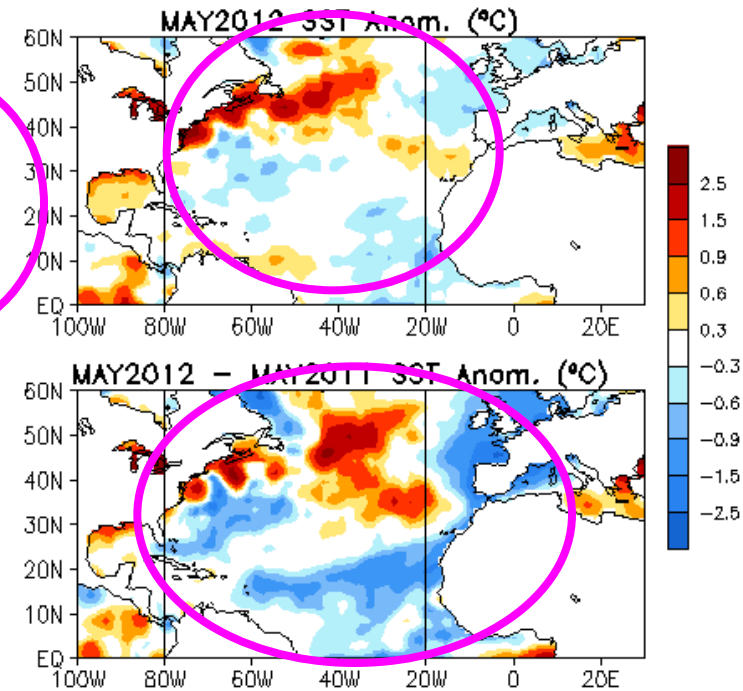 MAY2012 SST Anom. (ºC)
60N
50N
40N
30N
20N
10N
EQ
100W 80W 60W 40W 20W 0 20E
2.5
1.5
0.9
0.6
0.3
−0.3
−0.6
−0.9
−1.5
−2.5
MAY2012 − MAY2011 SST Anom. (ºC)
60N
50N
40N
30N
20N
10N
EQ
100W 80W 60W 40W 20W 0 20E